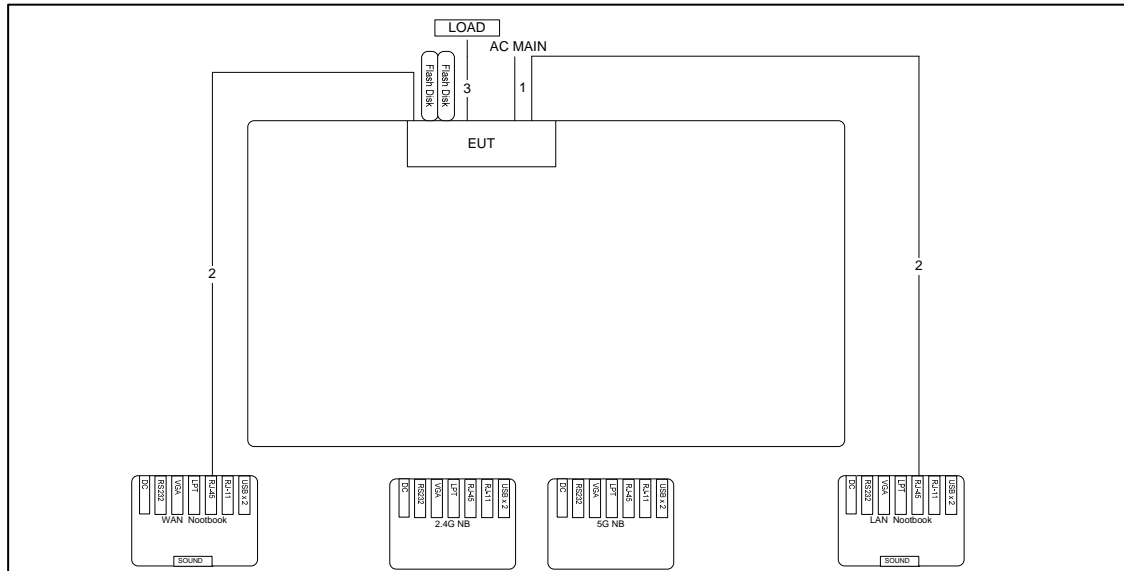 LOAD
AC MAIN
Flash Disk
Flash Disk
3
1
EUT
2
2
DC
RS232
VGA
LPT
RJ-45
RJ-11
USB x 2
WAN Nootbook
SOUND
DC
RS232
VGA
LPT
RJ-45
RJ-11
USB x 2
2.4G NB
DC
RS232
VGA
LPT
RJ-45
RJ-11
USB x 2
5G NB
DC
RS232
VGA
LPT
RJ-45
RJ-11
USB x 2
LAN Nootbook
SOUND